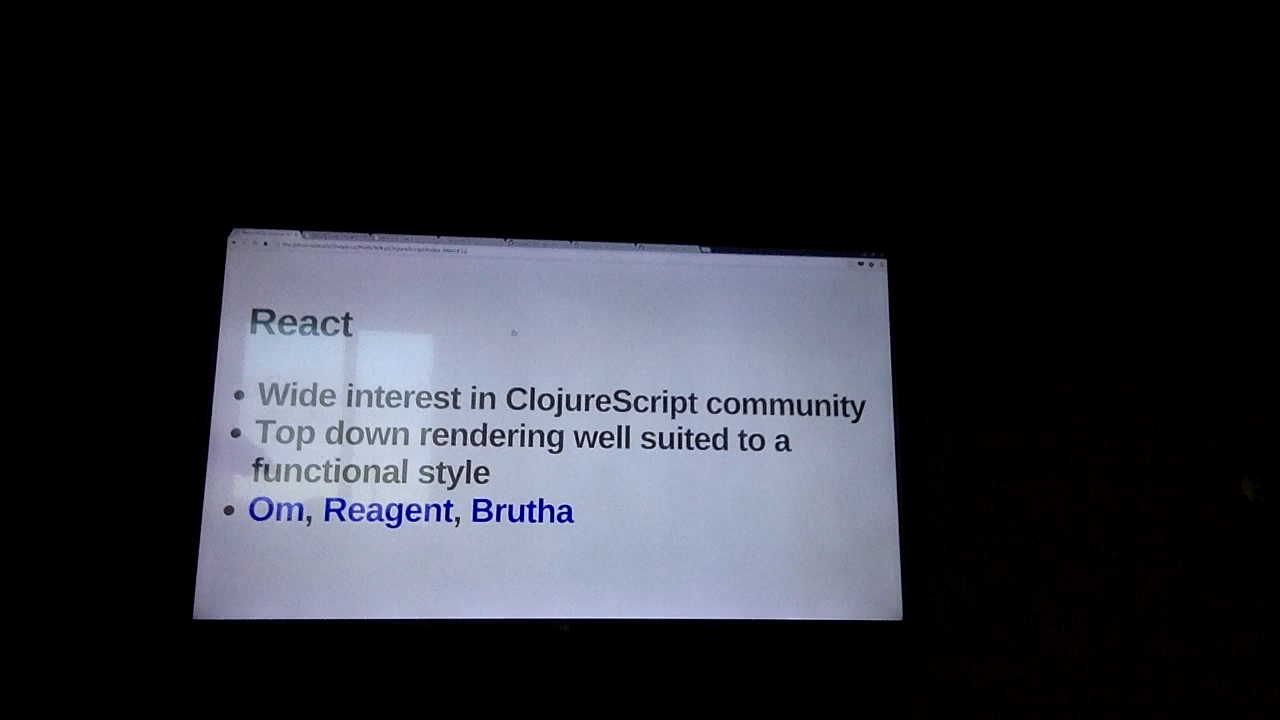 React
• Wide interest in ClojureScript community
• Top down rendering well suited to a
functional style
• Om, Reagent, Brutha